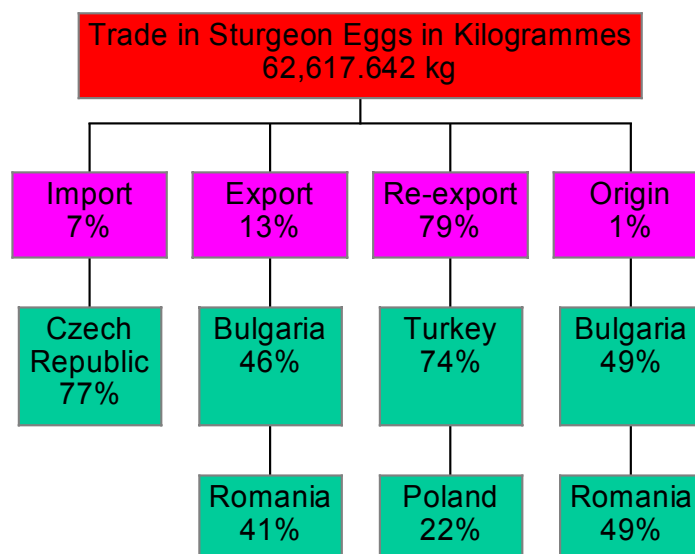 Trade in Sturgeon Eggs in Kilogrammes
62,617.642 kg
Import
7%
Export
13%
Re-export
79%
Origin
1%
Czech
Republic
77%
Bulgaria
46%
Turkey
74%
Bulgaria
49%
Romania
41%
Poland
22%
Romania
49%